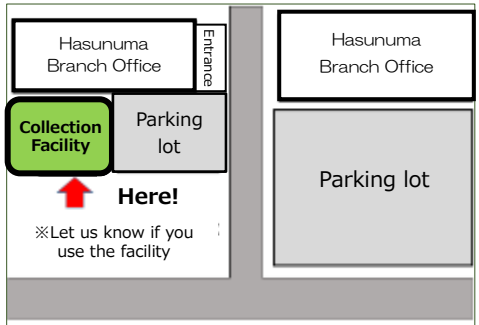 Hasunuma
Branch Office
Entrance
Collection
Facility
Parking
lot
Here!
※Let us know if you
use the facility
Hasunuma
Branch Office
Parking lot